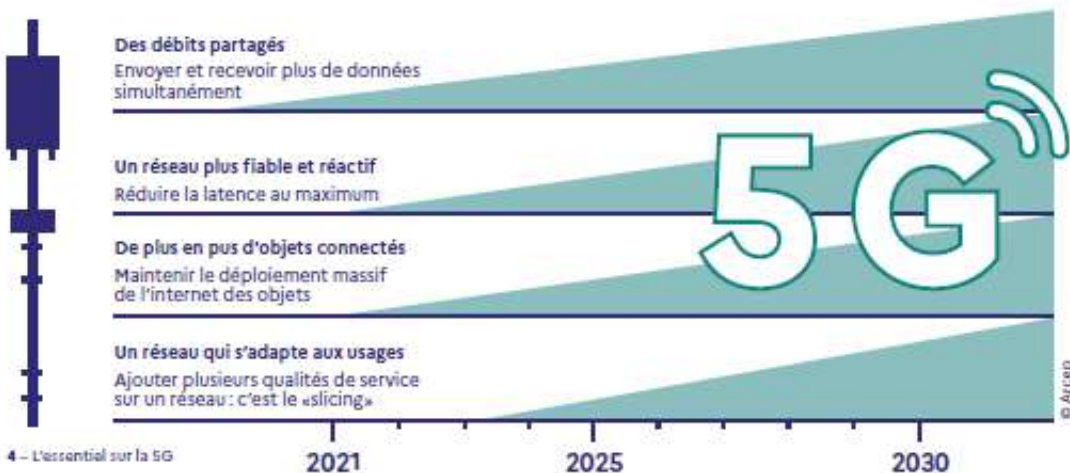 Des débits partagés
Envoyer et recevoir plus de données
simultanément
Un réseau plus fiable et réactif
Réduire la latence au maximum
De plus en pus d'objets connectés
Maintenir le déploiement massif
de l'internet des objets
Un réseau qui s'adapte aux usages
Ajouter plusieurs qualités de service
sur un réseau : c'est le «slicing»
5G
© Arcep
4 – L'essentiel sur la 5G
2021
2025
2030